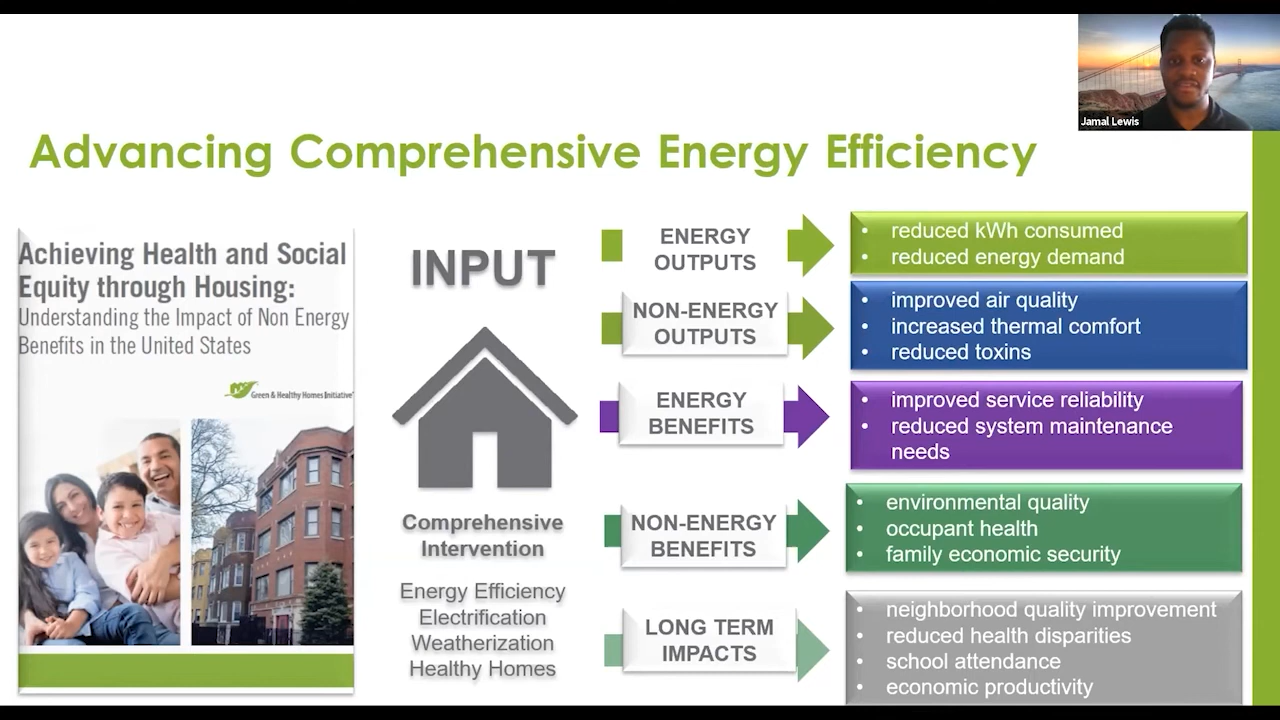 Jamal Lewis
Advancing Comprehensive Energy Efficiency
Achieving Health and Social
Equity through Housing:
Understanding the Impact of Non Energy
Benefits in the United States
Green & Healthy Homes Initiative
INPUT
Comprehensive
Intervention
Energy Efficiency
Electrification
Weatherization
Healthy Homes
ENERGY
OUTPUTS
• reduced kWh consumed
• reduced energy demand
NON-ENERGY
OUTPUTS
• improved air quality
• increased thermal comfort
• reduced toxins
ENERGY
BENEFITS
• improved service reliability
• reduced system maintenance
needs
NON-ENERGY
BENEFITS
• environmental quality
• occupant health
• family economic security
LONG TERM
IMPACTS
• neighborhood quality improvement
• reduced health disparities
• school attendance
• economic productivity